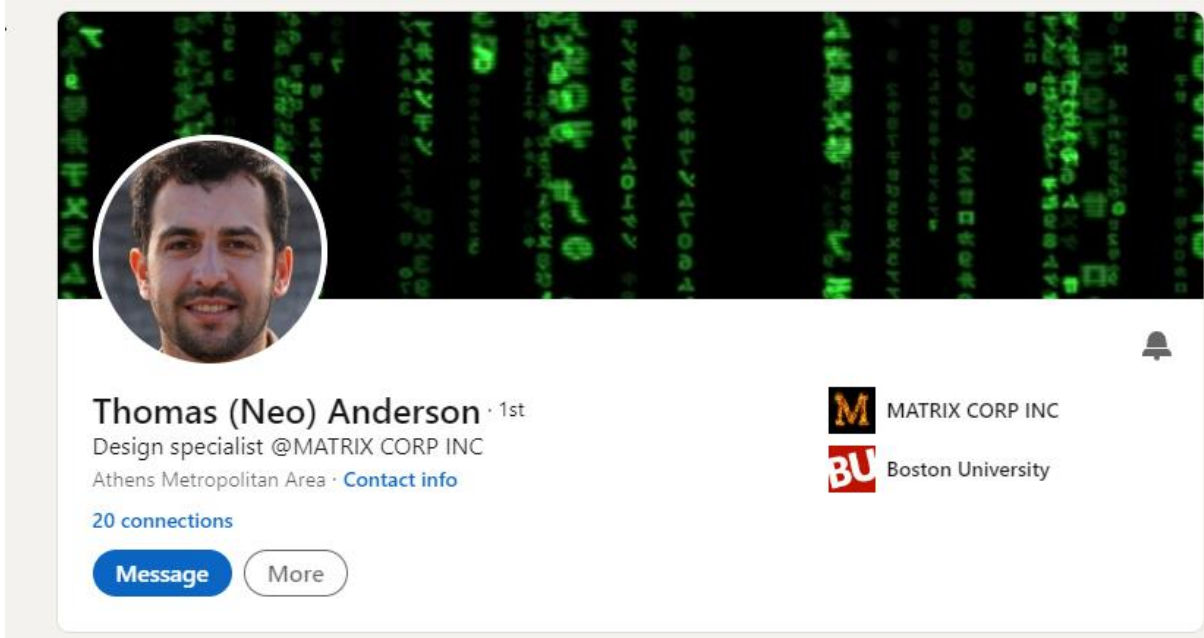 Thomas (Neo) Anderson · 1st
Design specialist @MATRIX CORP INC
Athens Metropolitan Area · Contact info
20 connections
Message
More
M
MATRIX CORP INC
BU
Boston University